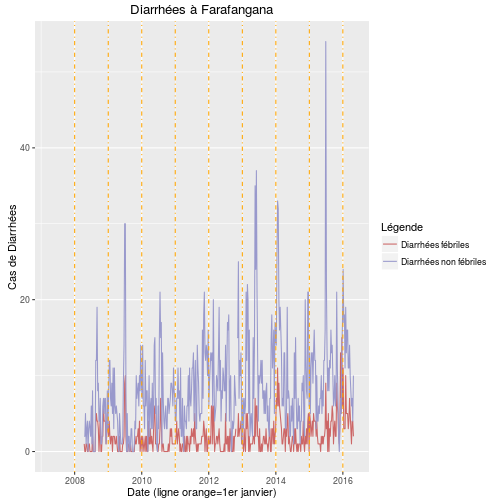 Diarrhées à Farafangana
Cas de Diarrhées
40
20
0
2008 2010 2012 2014 2016
Date (ligne orange=1er janvier)
Légende
Diarrhées fébriles
Diarrhées non fébriles